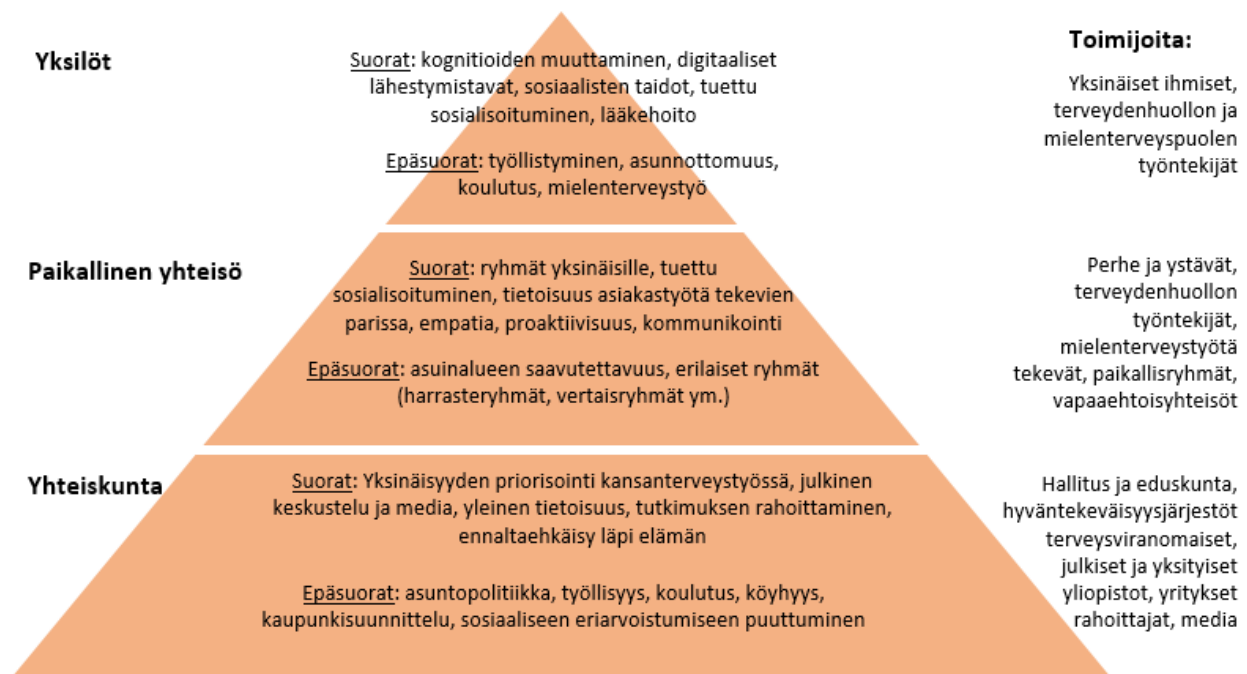 Yksilöt
Suorat: kognitioiden muuttaminen, digitaaliset
lähestymistavat, sosiaalisten taidot, tuettu
sosialisoituminen, lääkehoito
Epäsuorat: työllistyminen, asunnottomuus,
koulutus, mielenterveystyö
Toimijoita:
Yksinäiset ihmiset,
terveydenhuollon ja
mielenterveyspuolen
työntekijät
Paikallinen yhteisö
Suorat: ryhmät yksinäisille, tuettu
sosialisoituminen, tietoisuus asiakastyötä tekevien
parissa, empatia, proaktiivisuus, kommunikointi
Epäsuorat: asuinalueen saavutettavuus, erilaiset ryhmät
(harrasteryhmät, vertaisryhmät ym.)
Perhe ja ystävät,
terveydenhuollon
työntekijät,
mielenterveystyötä
tekevät, paikallisryhmät,
vapaaehtoisyhteisöt
Yhteiskunta
Suorat: Yksinäisyyden priorisointi kansanterveystyössä, julkinen
keskustelu ja media, yleinen tietoisuus, tutkimuksen rahoittaminen,
ennaltaehkäisy läpi elämän
Epäsuorat: asuntopolitiikka, työllisyys, koulutus, köyhyys,
kaupunkisuunnittelu, sosiaaliseen eriarvoistumiseen puuttuminen
Hallitus ja eduskunta,
hyväntekeväisyysjärjestöt
terveysviranomaiset,
julkiset ja yksityiset
yliopistot, yritykset
rahoittajat, media